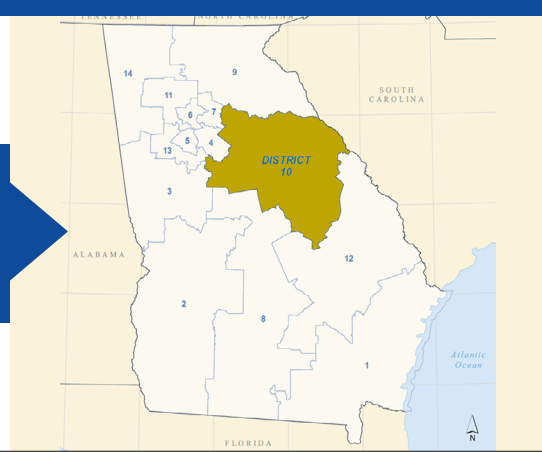 TENNESSEE
NORTH CAROLINA
14
9
11
SOUTH
CAROLINA
7
6
5
4
13
DISTRICT
10
3
ALABAMA
12
2
8
Atlantic
Ocean
1
N
FLORIDA